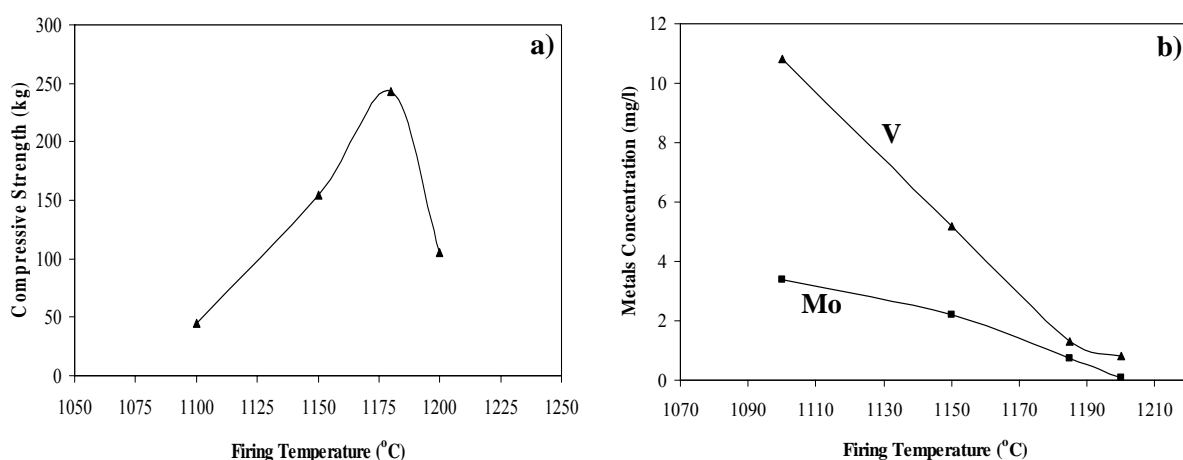 a)
Compressive Strength (kg)
300
250
200
150
100
50
0
1050 1075 1100 1125 1150 1175 1200 1225 1250
Firing Temperature (°C)
b)
Metals Concentration (mg/l)
12
10
8
6
4
2
0
V
Mo
1070 1090 1110 1130 1150 1170 1190 1210
Firing Temperature (°C)